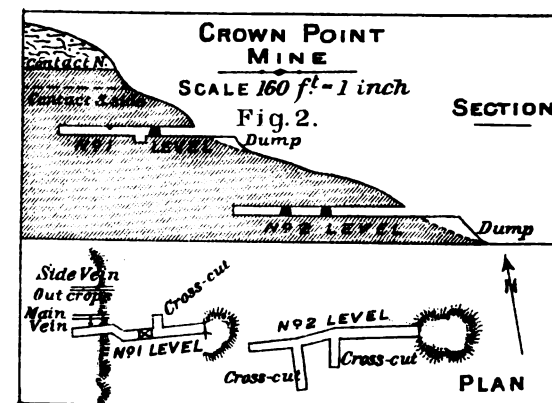 CROWN POINT
MINE
SCALE 160 f.t = 1 inch
Fig. 2.
SECTION
Contact N.
Contact S. side
No 1 LEVEL
Dump
No 2 LEVEL
Dump
N
Side Vein
Out crops
Main
Vein
Cross-cut
No 1 LEVEL
No 2 LEVEL
Cross-cut
Cross-cut
PLAN